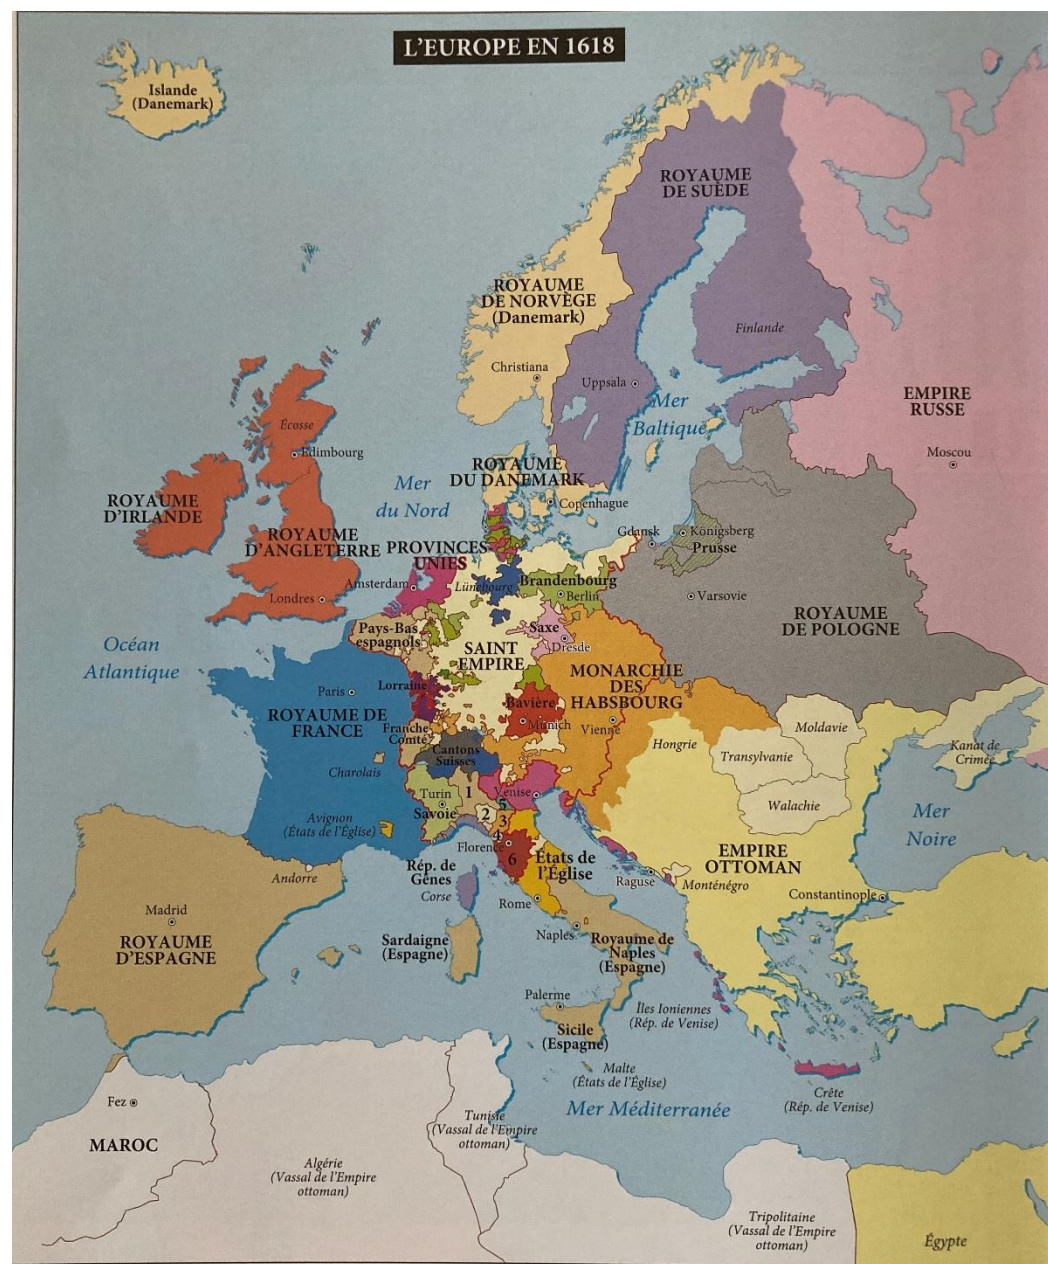 L'EUROPE EN 1618
Islande
(Danemark)
ROYAUME
DE SUÈDE
ROYAUME
DE NORVÈGE
(Danemark)
Finlande
Christiana
Uppsala
Mer
Baltique
EMPIRE
RUSSE
Moscou
Écosse
Edimbourg
ROYAUME
DU DANEMARK
Copenhague
Mer
du Nord
ROYAUME
D'IRLANDE
ROYAUME
D'ANGLETERRE
PROVINCES
UNIES
Gdansk
Königsberg
Prusse
Amsterdam
Lünebourg
Brandenbourg
Berlin
Londres
Varsovie
ROYAUME
DE POLOGNE
Pays-Bas
espagnols
Saxe
Dresde
SAINT
EMPIRE
Océan
Atlantique
MONARCHIE
DES
HABSBOURG
Paris
Lorraine
Bavière
Munich
Vienne
ROYAUME DE
FRANCE
Franche
Comté
Cantons
Suisses
Hongrie
Moldavie
Transylvanie
Kanat de
Crimée
Charolais
Turin
Savoie
1
Venise
5
2
3
4
Walachie
Mer
Noire
Avignon
(États de l'Église)
Florence
6
États de
l'Église
EMPIRE
OTTOMAN
Rép. de
Gênes
Corse
Andorre
Raguse
Monténégro
Constantinople
Rome
Madrid
ROYAUME
D'ESPAGNE
Sardaigne
(Espagne)
Naples
Royaume de
Naples
(Espagne)
Palerme
Sicile
(Espagne)
Îles Ioniennes
(Rép. de Venise)
Malte
(États de l'Église)
Crête
(Rép. de Venise)
Mer Méditerranée
Fez
MAROC
Tunisie
(Vassal de l'Empire
ottoman)
Algérie
(Vassal de l'Empire
ottoman)
Tripolitaine
(Vassal de l'Empire
ottoman)
Égypte